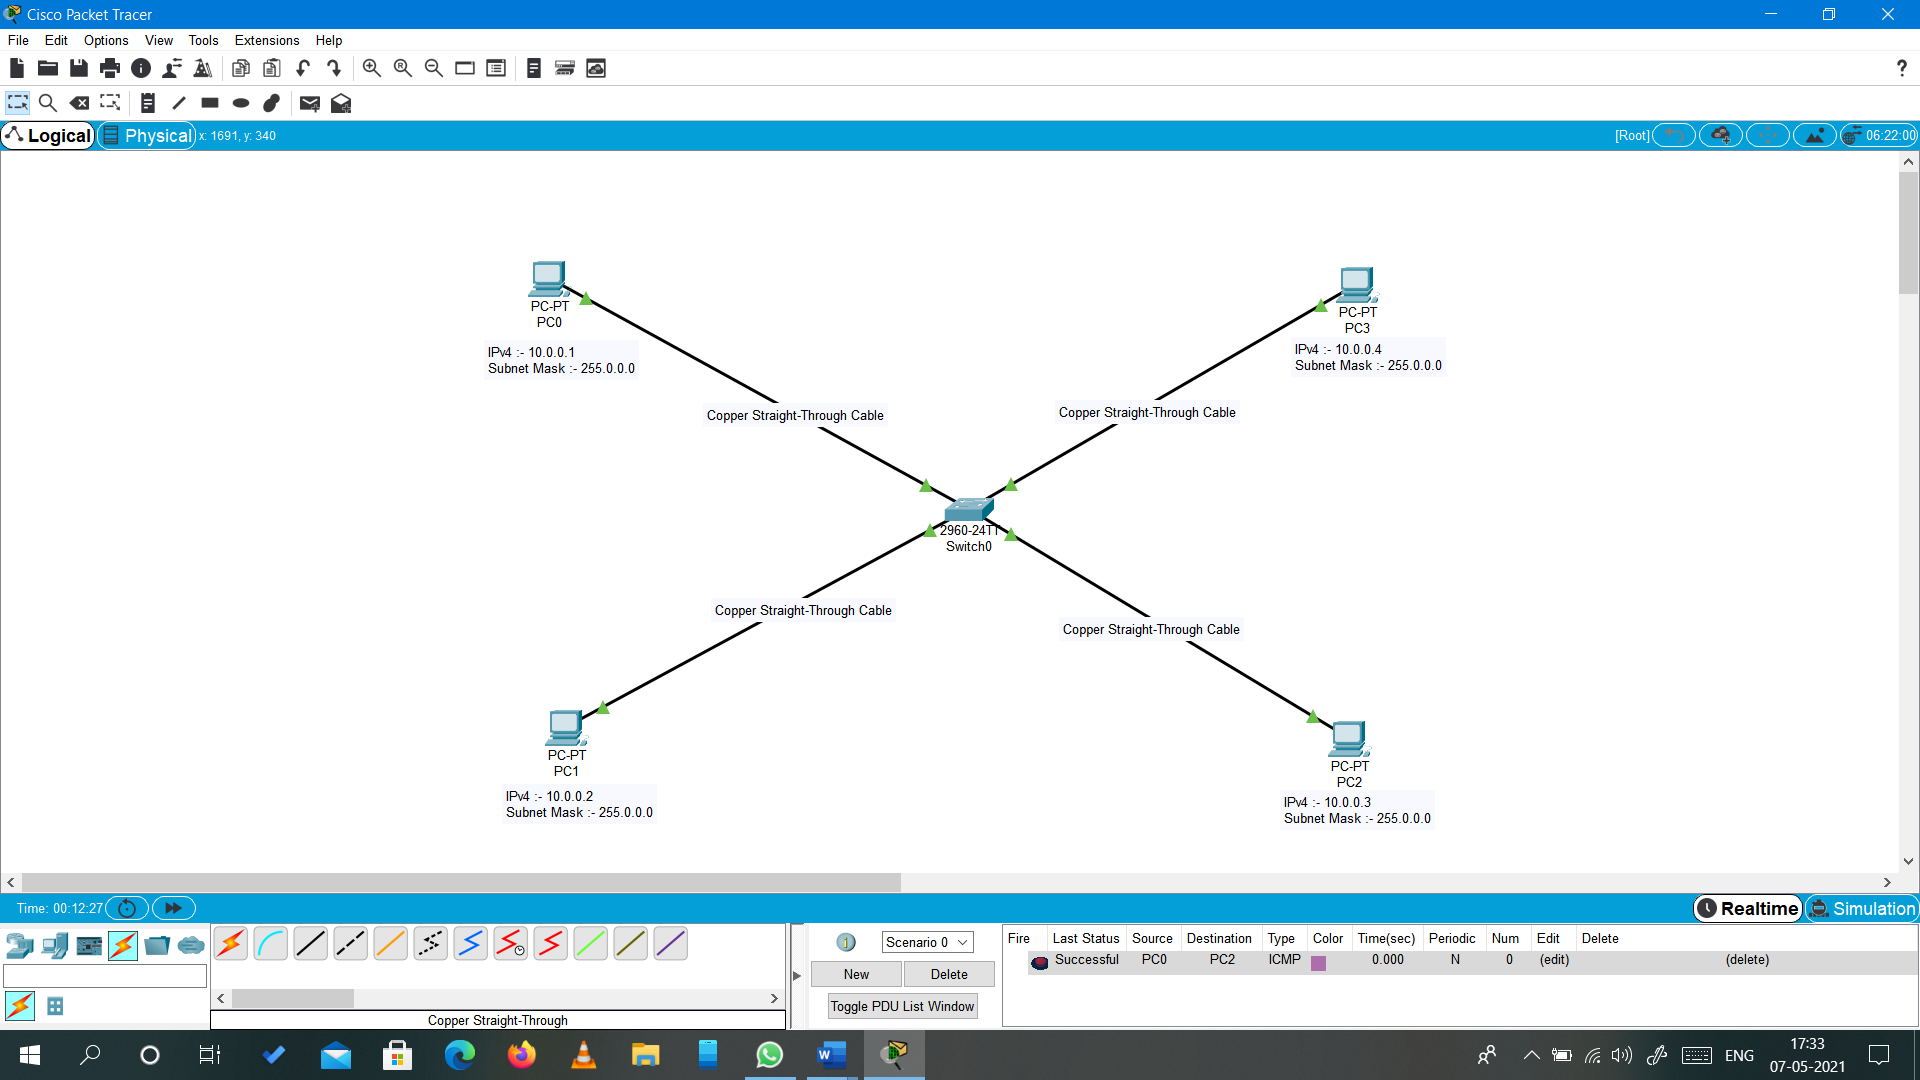 Cisco Packet Tracer
File Edit Options View Tools Extensions Help
?
Logical Physical x: 1691, y: 340 [Root] 06:22:00
PC-PT
PC0
IPv4 :- 10.0.0.1
Subnet Mask :- 255.0.0.0
PC-PT
PC3
IPv4 :- 10.0.0.4
Subnet Mask :- 255.0.0.0
Copper Straight-Through Cable
Copper Straight-Through Cable
2960-24TT
Switch0
Copper Straight-Through Cable
Copper Straight-Through Cable
PC-PT
PC1
IPv4 :- 10.0.0.2
Subnet Mask :- 255.0.0.0
PC-PT
PC2
IPv4 :- 10.0.0.3
Subnet Mask :- 255.0.0.0
Time: 00:12:27 Realtime Simulation
Scenario 0
New Delete
Toggle PDU List Window
Copper Straight-Through
Fire Last Status Source Destination Type Color Time(sec) Periodic Num Edit Delete
Successful PC0 PC2 ICMP 0.000 N 0 (edit) (delete)
ENG
17:33
07-05-2021